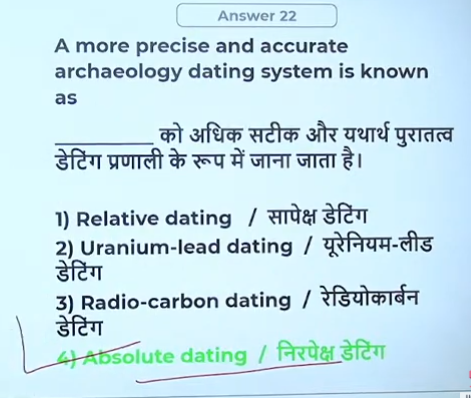 Answer 22
A more precise and accurate
archaeology dating system is known
as
__________ को अधिक सटीक और यथार्थ पुरातत्व
डेटिंग प्रणाली के रूप में जाना जाता है।
1) Relative dating / सापेक्ष डेटिंग
2) Uranium-lead dating / यूरेनियम-लीड
डेटिंग
3) Radio-carbon dating / रेडियोकार्बन
डेटिंग
4) Absolute dating / निरपेक्ष डेटिंग